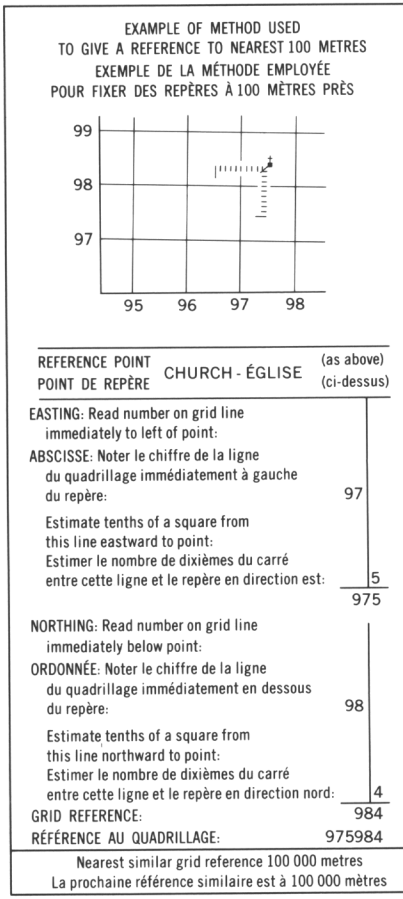 EXAMPLE OF METHOD USED
TO GIVE A REFERENCE TO NEAREST 100 METRES
EXEMPLE DE LA MÉTHODE EMPLOYÉE
POUR FIXER DES REPÈRES À 100 MÈTRES PRÈS
99
98
97
95 96 97 98
REFERENCE POINT
POINT DE REPÈRE
CHURCH - ÉGLISE
(as above)
(ci-dessus)
EASTING: Read number on grid line
immediately to left of point:
ABSCISSE: Noter le chiffre de la ligne
du quadrillage immédiatement à gauche
du repère: 97
Estimate tenths of a square from
this line eastward to point:
Estimer le nombre de dixièmes du carré
entre cette ligne et le repère en direction est: 5
975
NORTHING: Read number on grid line
immediately below point:
ORDONNÉE: Noter le chiffre de la ligne
du quadrillage immédiatement en dessous
du repère: 98
Estimate tenths of a square from
this line northward to point:
Estimer le nombre de dixièmes du carré
entre cette ligne et le repère en direction nord: 4
GRID REFERENCE: 984
RÉFÉRENCE AU QUADRILLAGE: 975984
Nearest similar grid reference 100 000 metres
La prochaine référence similaire est à 100 000 mètres